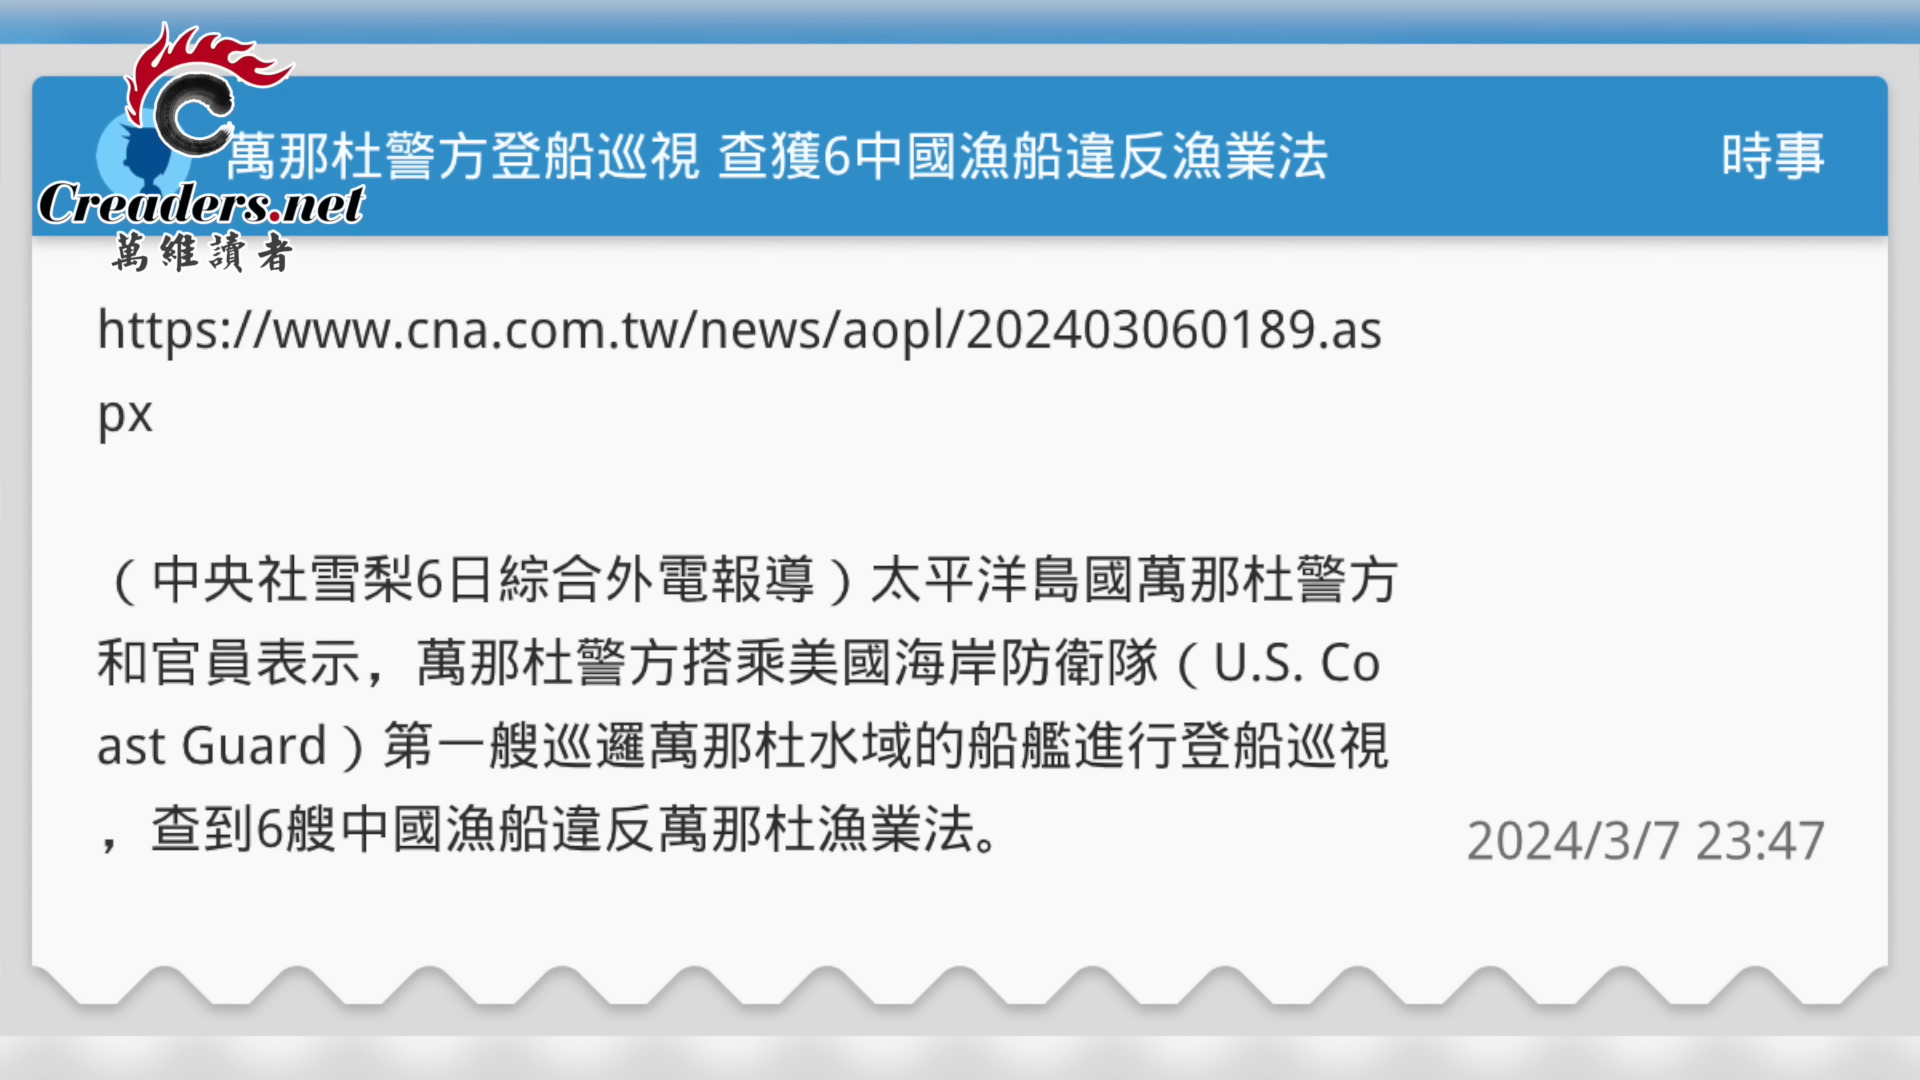 萬那杜警方登船巡視 查獲6中國漁船違反漁業法
時事
Creaders.net
萬維讀者
https://www.cna.com.tw/news/aopl/202403060189.as
px
（中央社雪梨6日綜合外電報導）太平洋島國萬那杜警方
和官員表示，萬那杜警方搭乘美國海岸防衛隊（U.S. Co
ast Guard）第一艘巡邏萬那杜水域的船艦進行登船巡視
，查到6艘中國漁船違反萬那杜漁業法。
2024/3/7 23:47